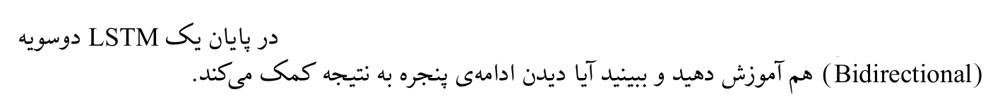 در پایان یک LSTM دوسویه
(Bidirectional) هم آموزش دهید و ببینید آیا دیدن ادامه‌ی پنجره به نتیجه کمک می‌کند.